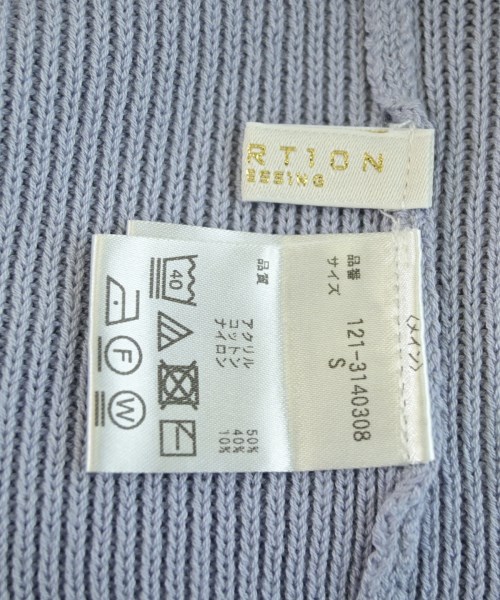 RTION
〈メイン〉
品番 121-3140308
サイズ S
品質
アクリル 50%
コットン 40%
ナイロン 10%
40
F
W